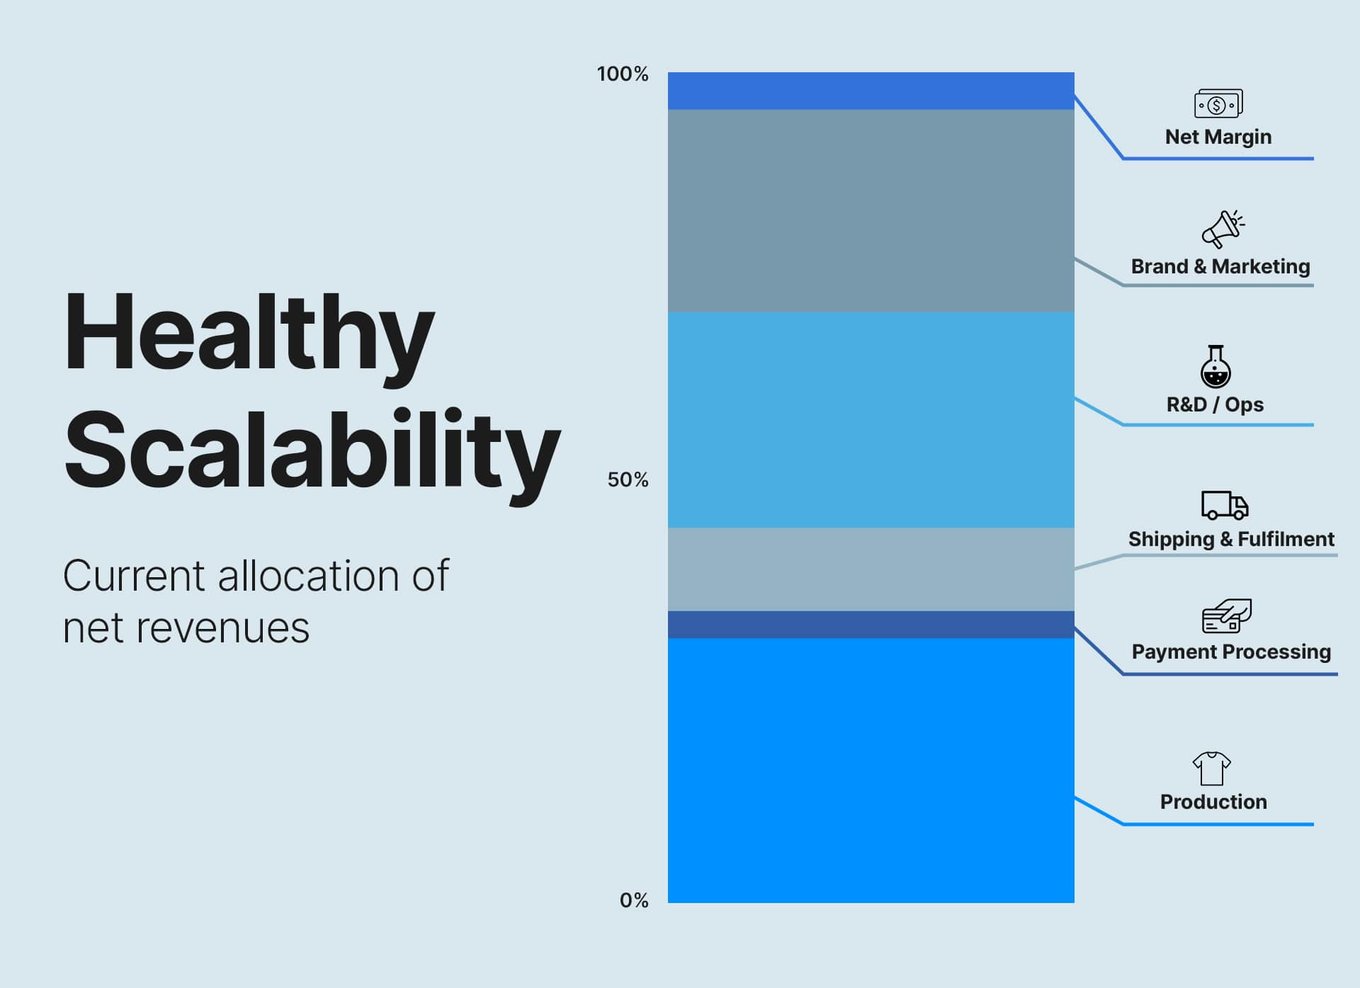 Healthy
Scalability
Current allocation of
net revenues
100%
50%
0%
Net Margin
Brand & Marketing
R&D / Ops
Shipping & Fulfilment
Payment Processing
Production